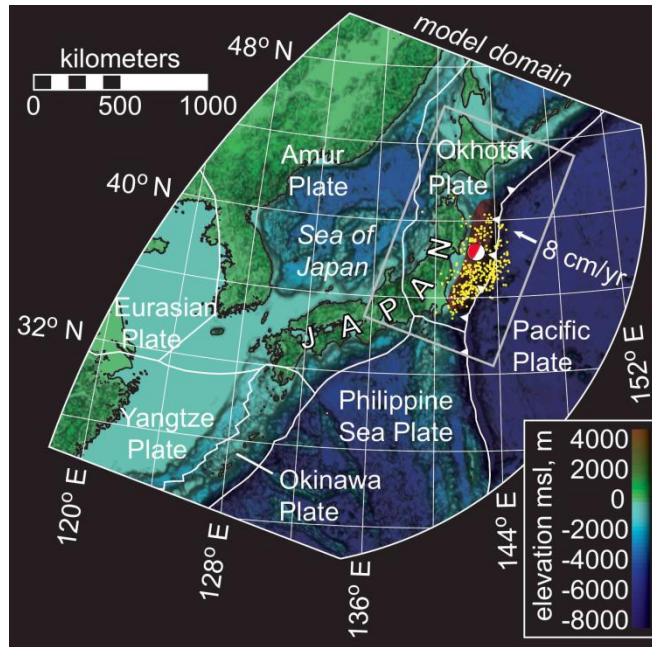 kilometers
0 500 1000
48° N
40° N
32° N
model domain
Amur
Plate
Okhotsk
Plate
Sea of
Japan
8 cm/yr
JAPAN
Eurasian
Plate
Pacific
Plate
152° E
Yangtze
Plate
Philippine
Sea Plate
Okinawa
Plate
120° E
128° E
136° E
144° E
elevation msl, m
4000
2000
0
-2000
-4000
-6000
-8000